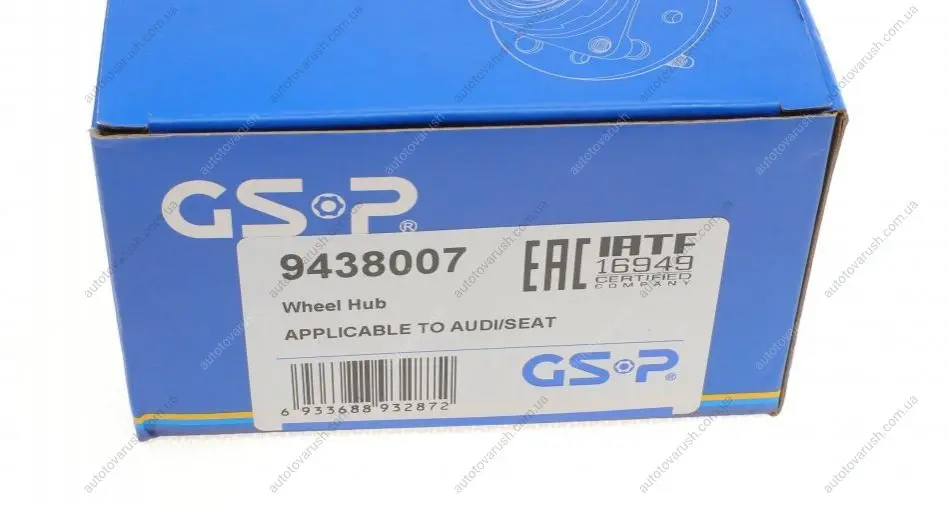 GS·P®
9438007
EAC
IATF
16949
CERTIFIED
COMPANY
Wheel Hub
APPLICABLE TO AUDI/SEAT
GS·P®
6 933688 932872
autotovarush.com.ua